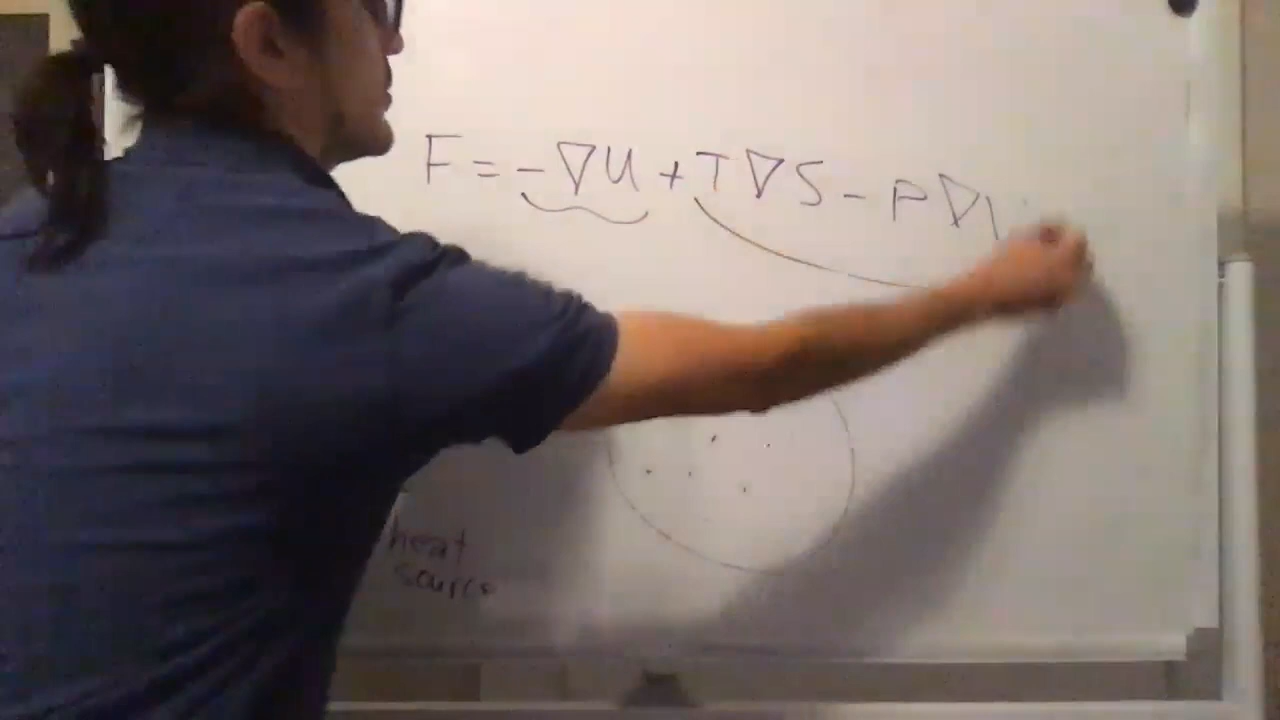 F = -∇U + T∇S - P∇
heat
source